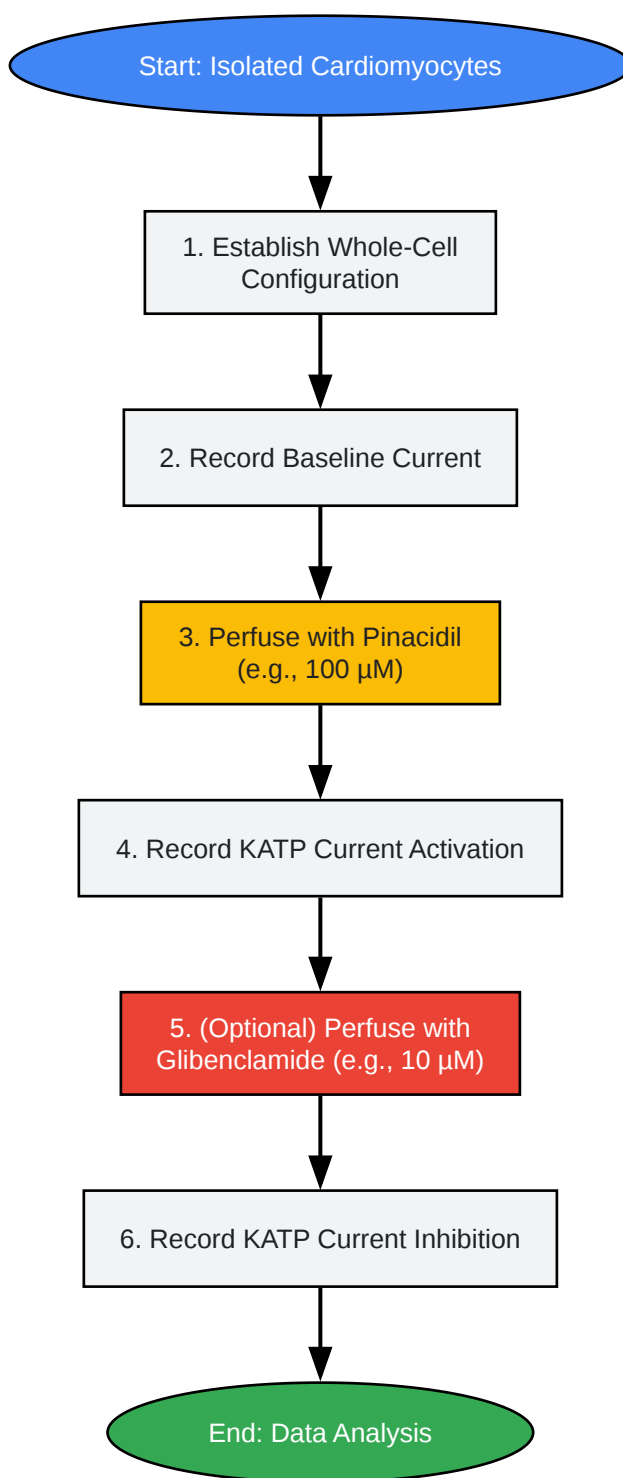 Start: Isolated Cardiomyocytes
1. Establish Whole-Cell
Configuration
2. Record Baseline Current
3. Perfuse with Pinacidil
(e.g., 100 µM)
4. Record KATP Current Activation
5. (Optional) Perfuse with
Glibenclamide (e.g., 10 µM)
6. Record KATP Current Inhibition
End: Data Analysis